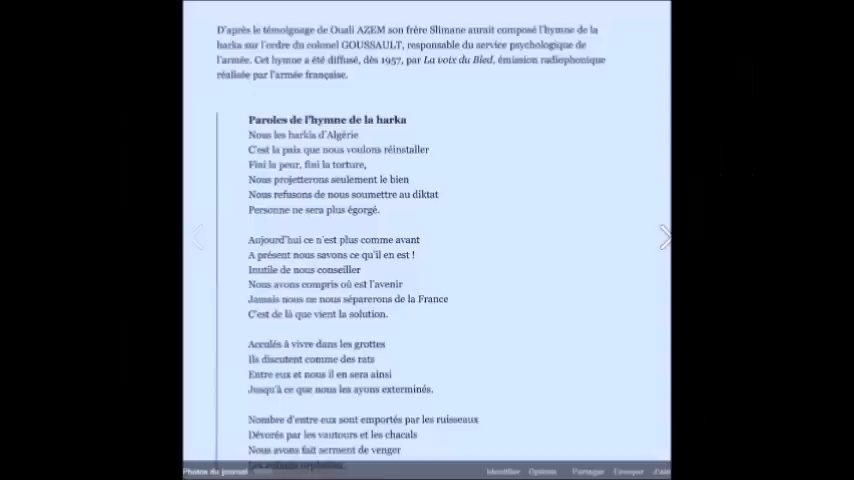 D'après le témoignage de Ouali AZEM son frère Slimane aurait composé l'hymne de la
harka sur l'ordre du colonel GOUSSAULT, responsable du service psychologique de
l'armée. Cet hymne a été diffusé, dès 1957, par La voix du Bled, émission radiophonique
réalisée par l'armée française.
Paroles de l'hymne de la harka
Nous les harkis d'Algérie
C'est la paix que nous voulons réinstaller
Fini la peur, fini la torture,
Nous projetterons seulement le bien
Nous refusons de nous soumettre au diktat
Personne ne sera plus égorgé.
Aujourd'hui ce n'est plus comme avant
A présent nous savons ce qu'il en est !
Inutile de nous conseiller
Nous avons compris où est l'avenir
Jamais nous ne nous séparerons de la France
C'est de là que vient la solution.
Acculés à vivre dans les grottes
Ils discutent comme des rats
Entre eux et nous il en sera ainsi
Jusqu'à ce que nous les ayons exterminés.
Nombre d'entre eux sont emportés par les ruisseaux
Dévorés par les vautours et les chacals
Nous avons fait serment de venger
Les enfants orphelins.
Photos du journal Identifier Options Partager Envoyer J'aime